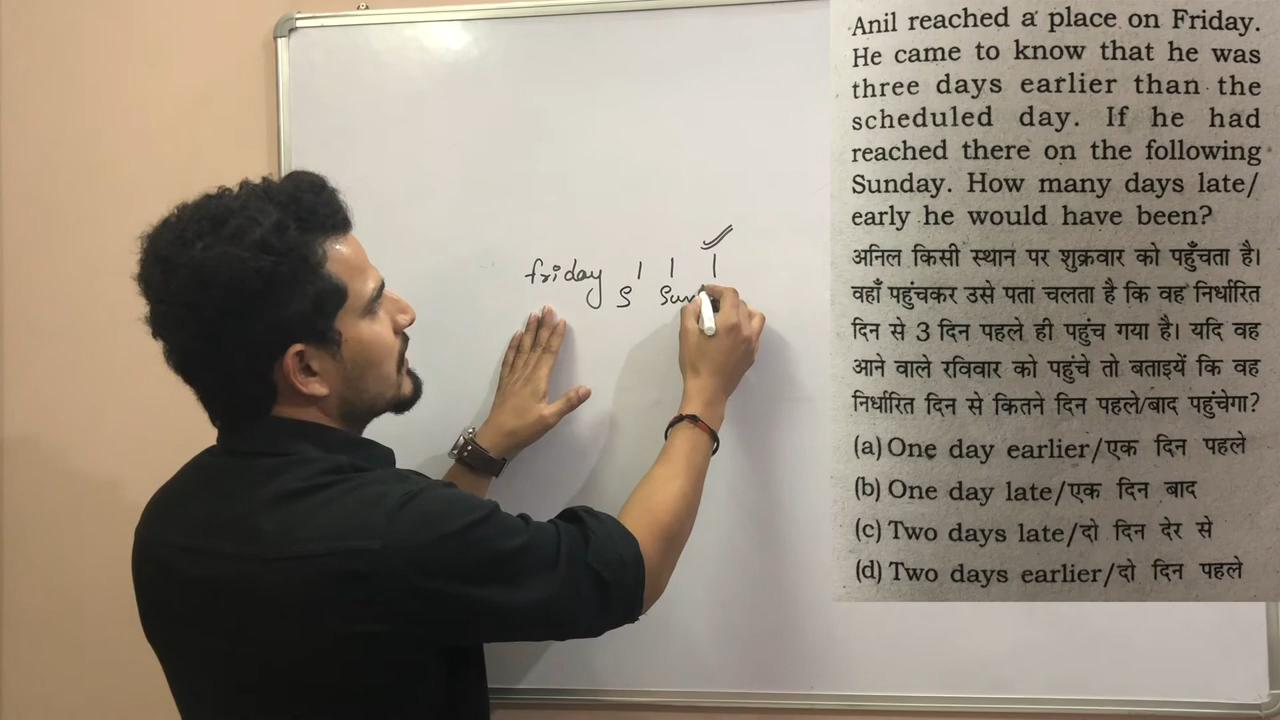 friday | | |
S Sun
Anil reached a place on Friday.
He came to know that he was
three days earlier than the
scheduled day. If he had
reached there on the following
Sunday. How many days late/
early he would have been?
अनिल किसी स्थान पर शुक्रवार को पहुँचता है।
वहाँ पहुंचकर उसे पता चलता है कि वह निर्धारित
दिन से 3 दिन पहले ही पहुंच गया है। यदि वह
आने वाले रविवार को पहुंचे तो बताइयें कि वह
निर्धारित दिन से कितने दिन पहले/बाद पहुंचेगा?
(a) One day earlier/एक दिन पहले
(b) One day late/एक दिन बाद
(c) Two days late/दो दिन देर से
(d) Two days earlier/दो दिन पहले